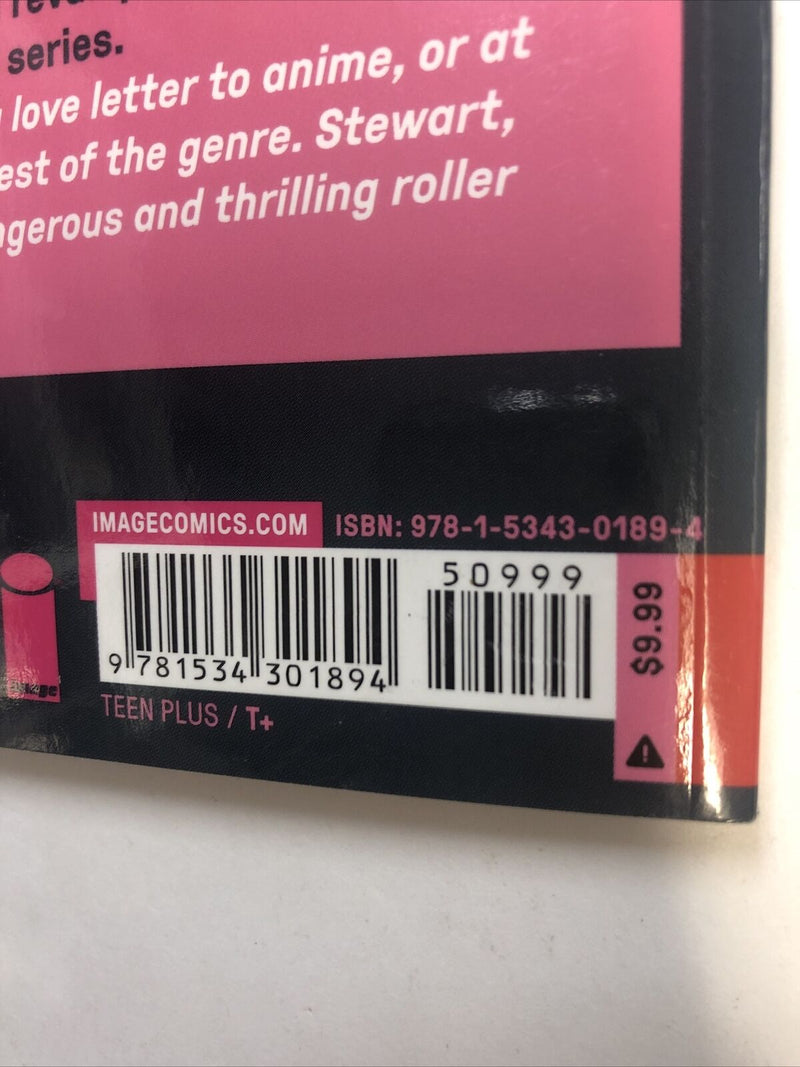 series.
love letter to anime, or at
est of the genre. Stewart,
ngerous and thrilling roller
IMAGECOMICS.COM
ISBN: 978-1-5343-0189-4
50999
9 781534 301894
$9.99
image
TEEN PLUS / T+